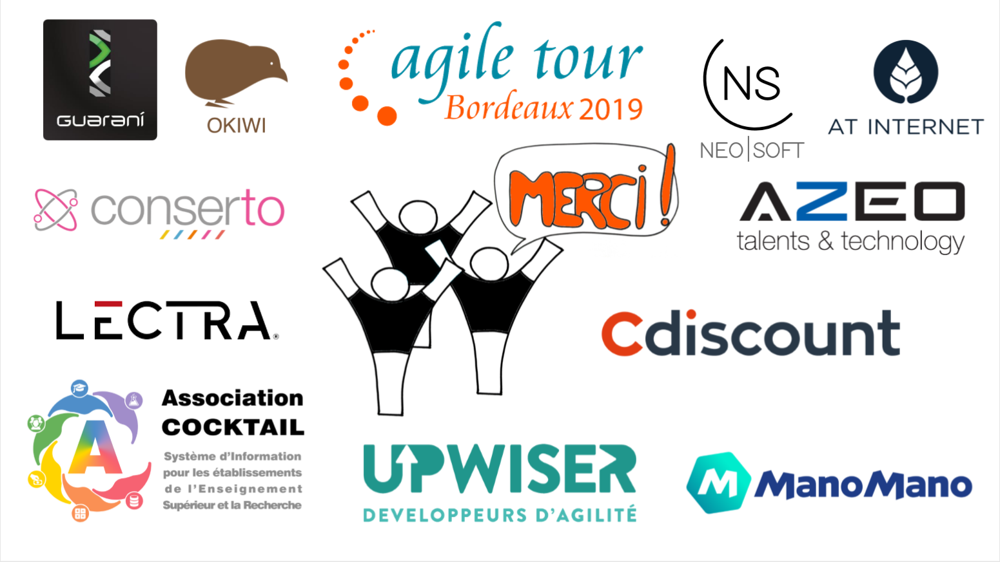 GUARANÍ
OKIWI
agile tour
Bordeaux 2019
NS
NEO|SOFT
AT INTERNET
MERCI !
conserto
AZEO
talents & technology
LECTRA®
Cdiscount
A
Association
COCKTAIL
Système d'Information
pour les établissements
de l'Enseignement
Supérieur et la Recherche
UPWISER
DEVELOPPEURS D'AGILITÉ
M
ManoMano